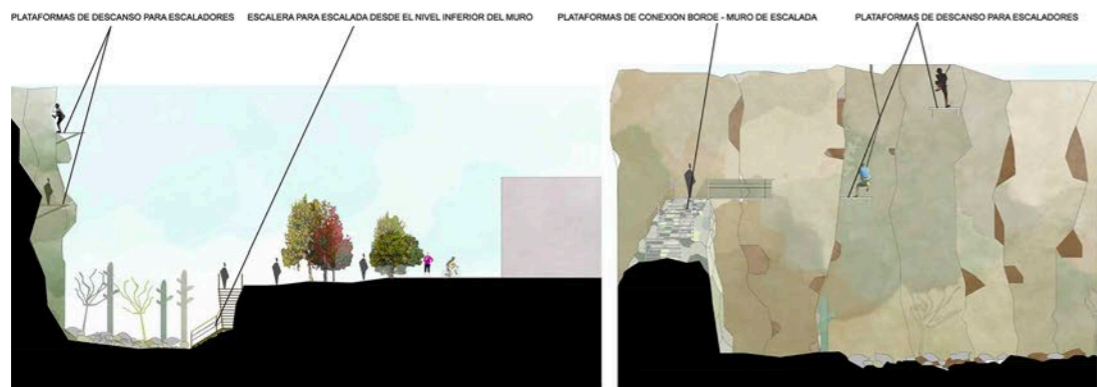 PLATAFORMAS DE DESCANSO PARA ESCALADORES
ESCALERA PARA ESCALADA DESDE EL NIVEL INFERIOR DEL MURO
PLATAFORMAS DE CONEXION BORDE - MURO DE ESCALADA
PLATAFORMAS DE DESCANSO PARA ESCALADORES